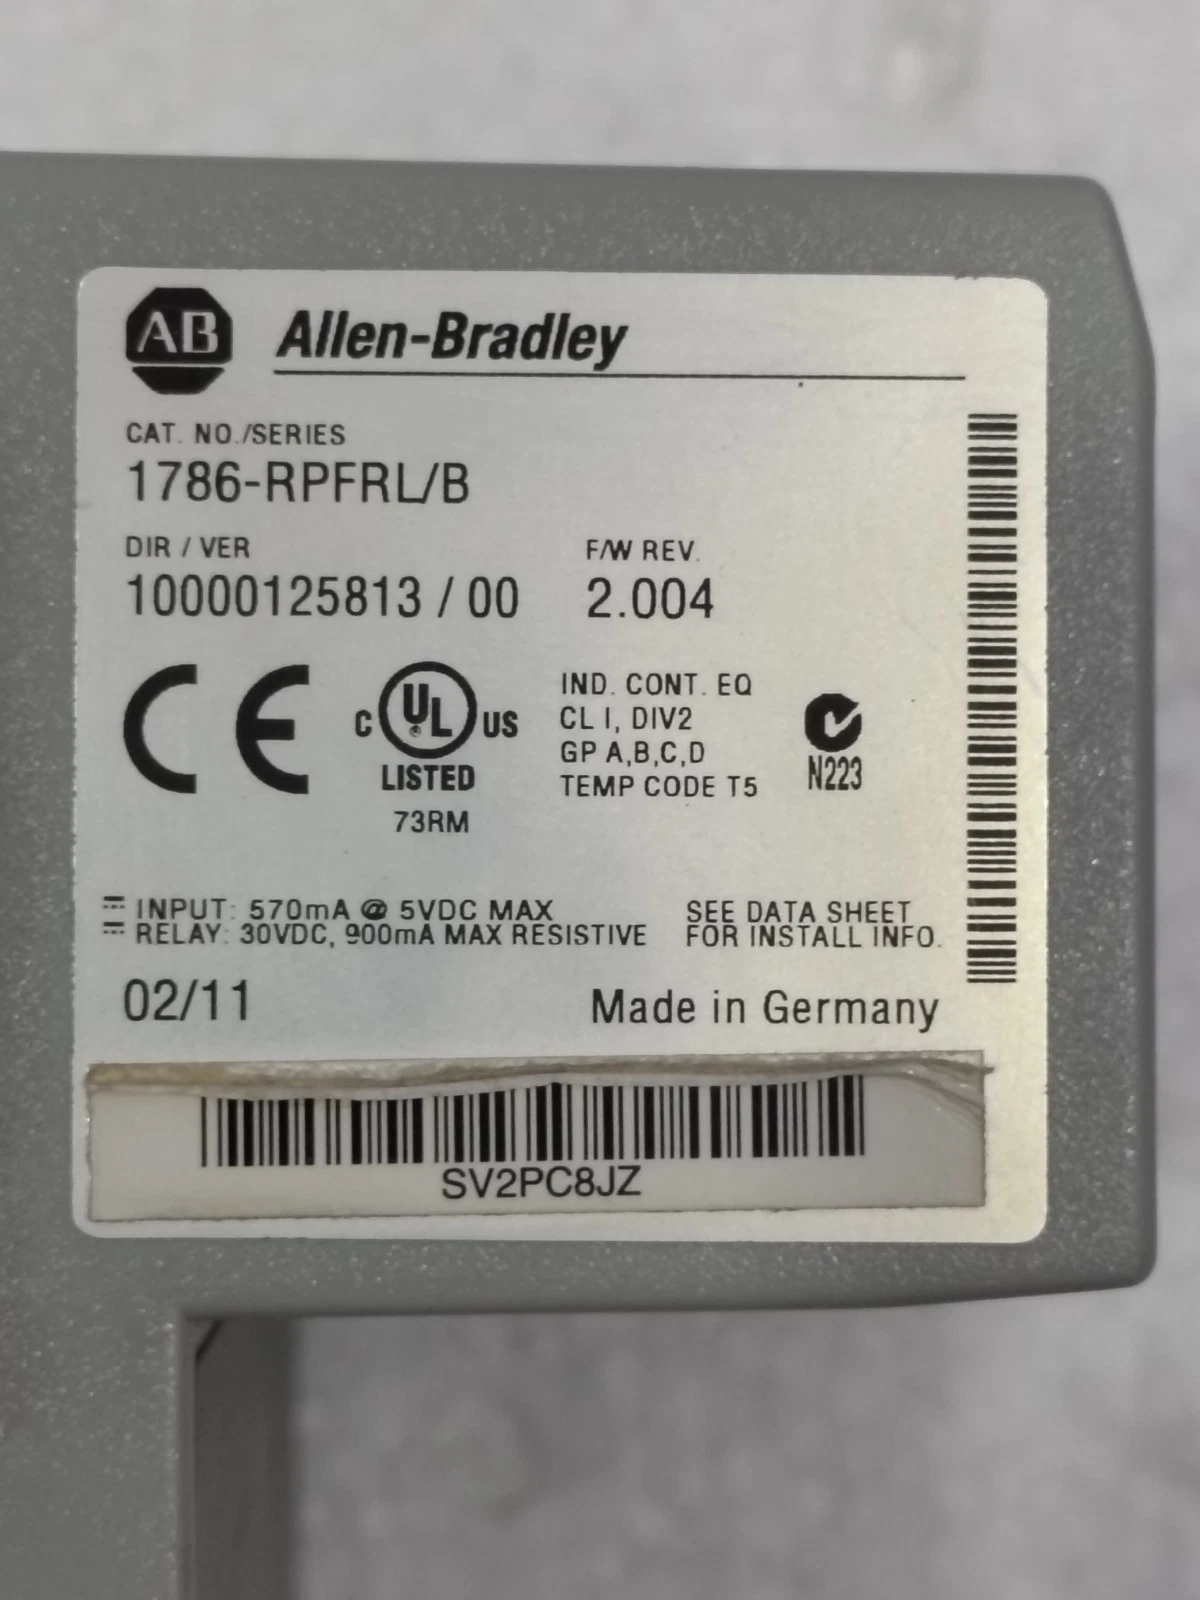 AB Allen-Bradley
CAT. NO./SERIES
1786-RPFRL/B
DIR / VER
10000125813 / 00
F/W REV.
2.004
CE
C UL US
LISTED
73RM
IND. CONT. EQ
CL I, DIV2
GP A,B,C,D
TEMP CODE T5
N223
INPUT: 570mA @ 5VDC MAX
RELAY: 30VDC, 900mA MAX RESISTIVE
SEE DATA SHEET
FOR INSTALL INFO.
02/11
Made in Germany
SV2PC8JZ